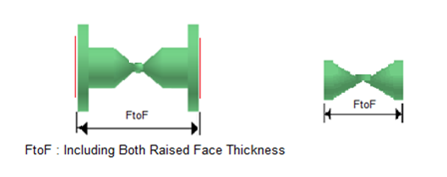 FtoF
FtoF
FtoF : Including Both Raised Face Thickness